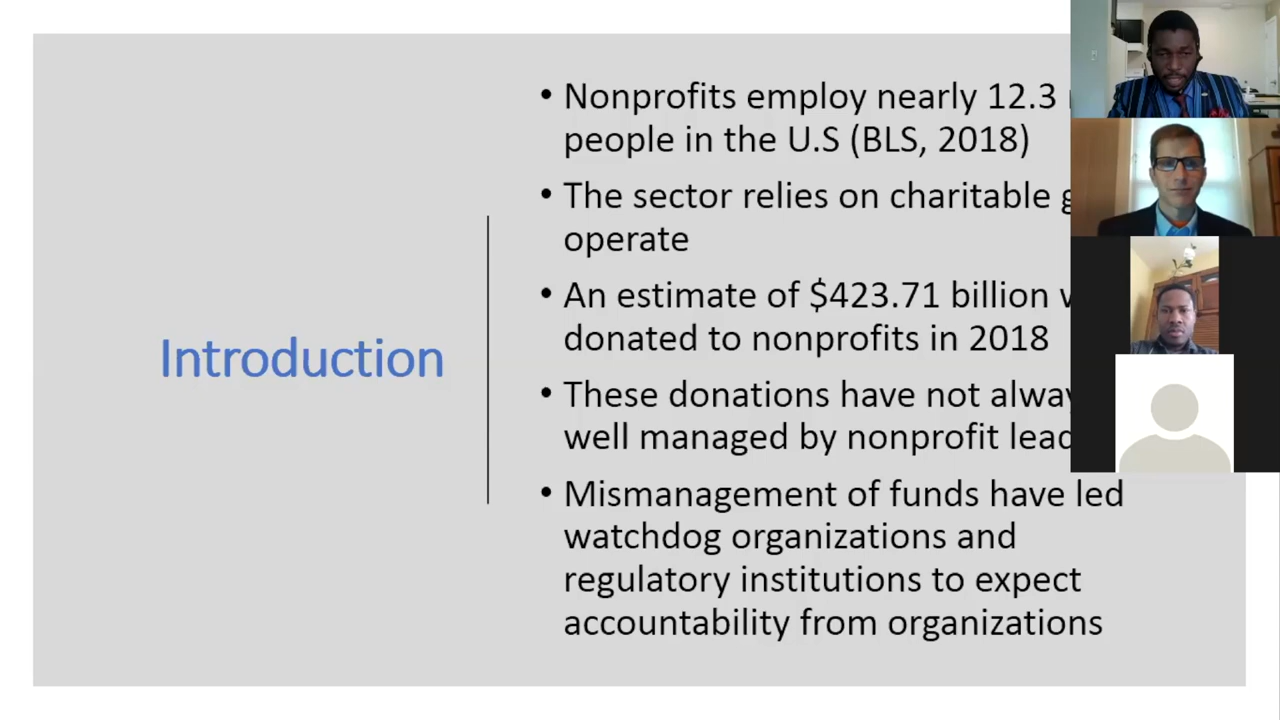 Introduction
• Nonprofits employ nearly 12.3
people in the U.S (BLS, 2018)
• The sector relies on charitable
operate
• An estimate of $423.71 billion
donated to nonprofits in 2018
• These donations have not
well managed by nonprofit
• Mismanagement of funds have led
watchdog organizations and
regulatory institutions to expect
accountability from organizations